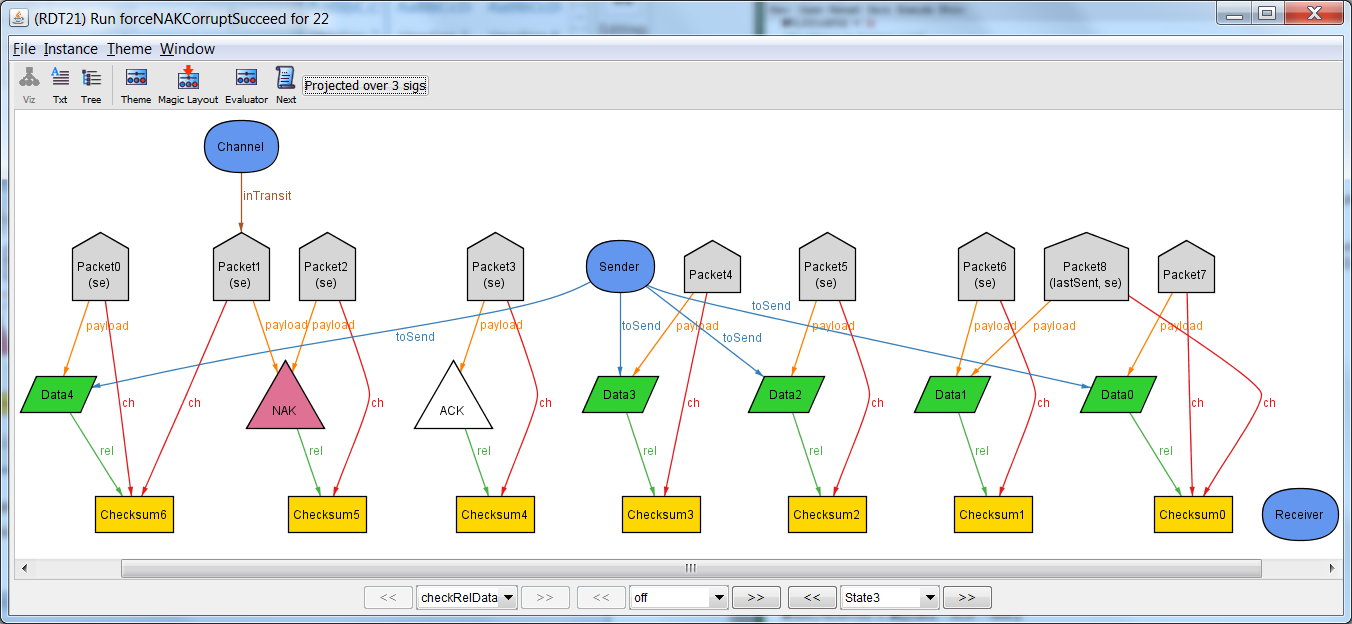 (RDT21) Run forceNAKCorruptSucceed for 22
File Instance Theme Window
Viz Txt Tree Theme Magic Layout Evaluator Next Projected over 3 sigs
Channel
inTransit
Packet0
(se)
Packet1
(se)
Packet2
(se)
Packet3
(se)
Sender
Packet4
Packet5
(se)
Packet6
(se)
Packet8
(lastSent, se)
Packet7
payload payload payload payload toSend payload toSend payload payload payload payload
toSend toSend
Data4 NAK ACK Data3 Data2 Data1 Data0
ch ch ch ch ch ch ch ch ch
rel rel rel rel rel rel rel
Checksum6 Checksum5 Checksum4 Checksum3 Checksum2 Checksum1 Checksum0 Receiver
<< checkRelData >> << off >> << State3 >>